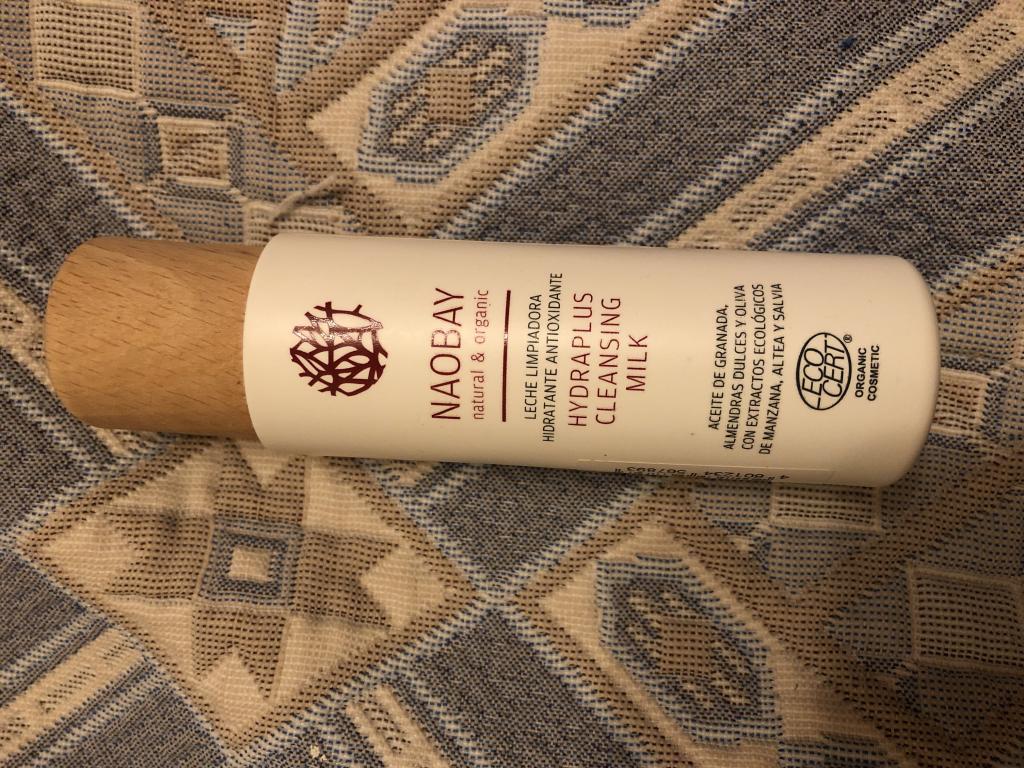 NAOBAY
natural & organic
LECHE LIMPIADORA
HIDRATANTE ANTIOXIDANTE
HYDRAPLUS
CLEANSING
MILK
ACEITE DE GRANADA,
ALMENDRAS DULCES Y OLIVA
CON EXTRACTOS ECOLÓGICOS
DE MANZANA, ALTEA Y SALVIA
ECO
CERT®
ORGANIC
COSMETIC